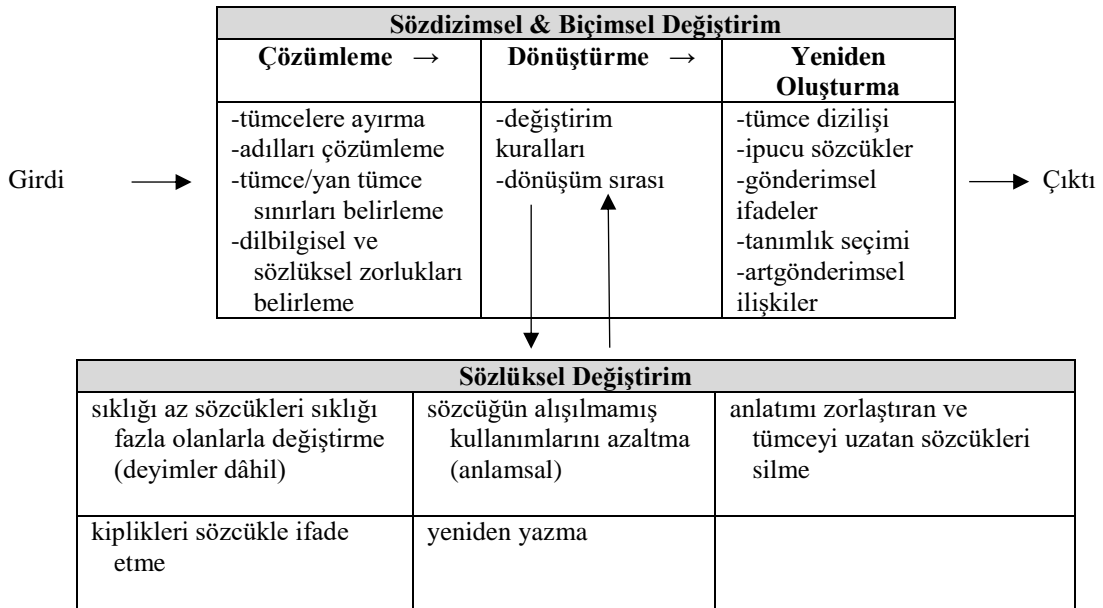 Sözdizimsel & Biçimsel Değiştirim
Çözümleme →
Dönüştürme →
Yeniden
Oluşturma
Girdi
-tümcelere ayırma
-adılları çözümleme
-tümce/yan tümce
sınırları belirleme
-dilbilgisel ve
sözlüksel zorlukları
belirleme
-değiştirim
kuralları
-dönüşüm sırası
-tümce dizilişi
-ipucu sözcükler
-gönderimsel
ifadeler
-tanımlık seçimi
-artgönderimsel
ilişkiler
Çıktı
Sözlüksel Değiştirim
sıklığı az sözcükleri sıklığı
fazla olanlarla değiştirme
(deyimler dâhil)
sözcüğün alışılmamış
kullanımlarını azaltma
(anlamsal)
anlatımı zorlaştıran ve
tümceyi uzatan sözcükleri
silme
kiplikleri sözcükle ifade
etme
yeniden yazma